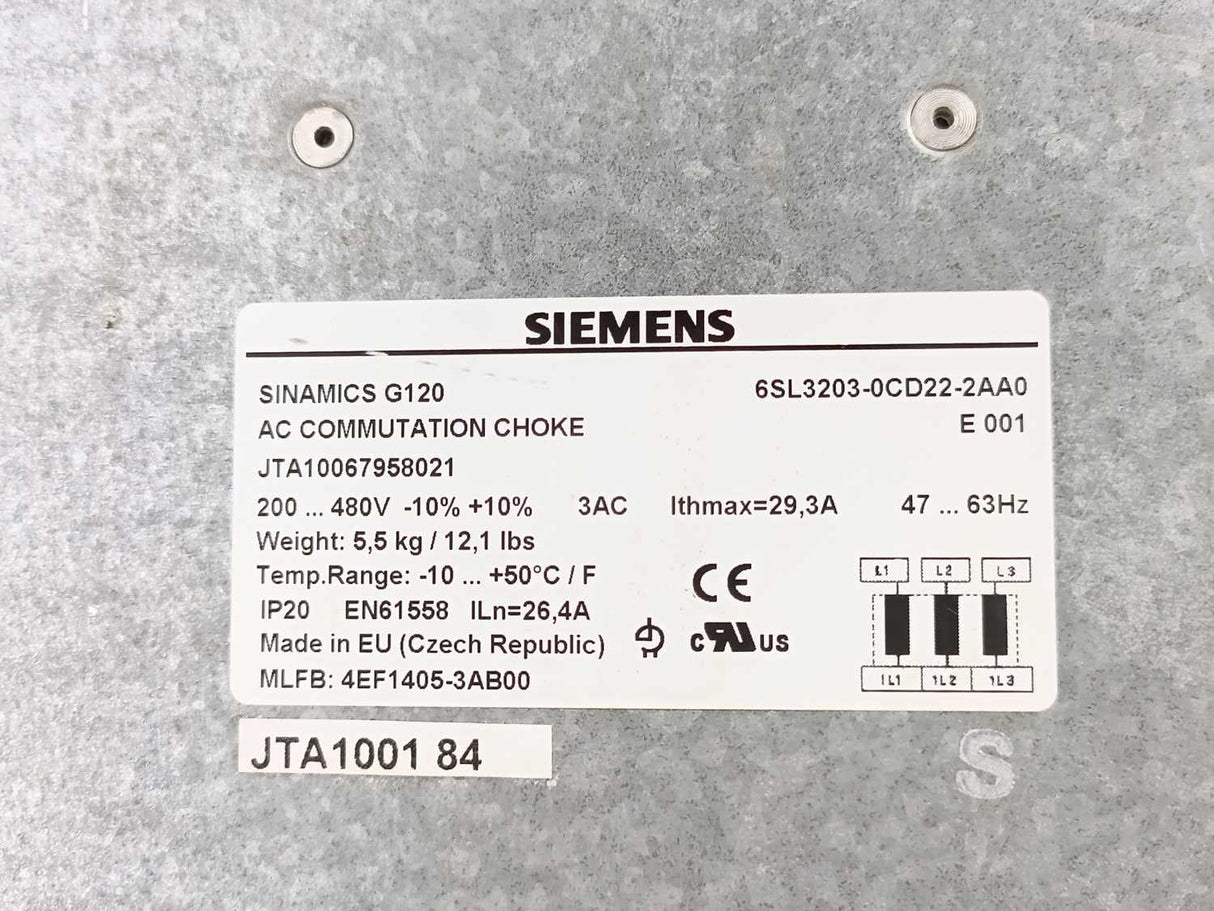 SIEMENS
SINAMICS G120 6SL3203-0CD22-2AA0
AC COMMUTATION CHOKE E 001
JTA10067958021
200 ... 480V -10% +10% 3AC Ithmax=29,3A 47 ... 63Hz
Weight: 5,5 kg / 12,1 lbs
Temp.Range: -10 ... +50°C / F CE L1 L2 L3
IP20 EN61558 ILn=26,4A
Made in EU (Czech Republic) c RU US
MLFB: 4EF1405-3AB00 1L1 1L2 1L3
JTA1001 84
S